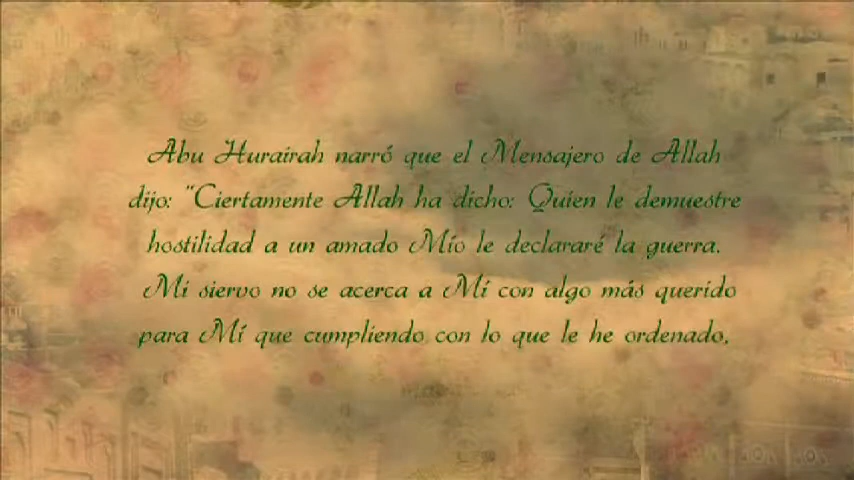 Abu Hurairah narró que el Mensajero de Allah
dijo: "Ciertamente Allah ha dicho: Quien le demuestre
hostilidad a un amado Mío le declararé la guerra.
Mi siervo no se acerca a Mí con algo más querido
para Mí que cumpliendo con lo que le he ordenado,